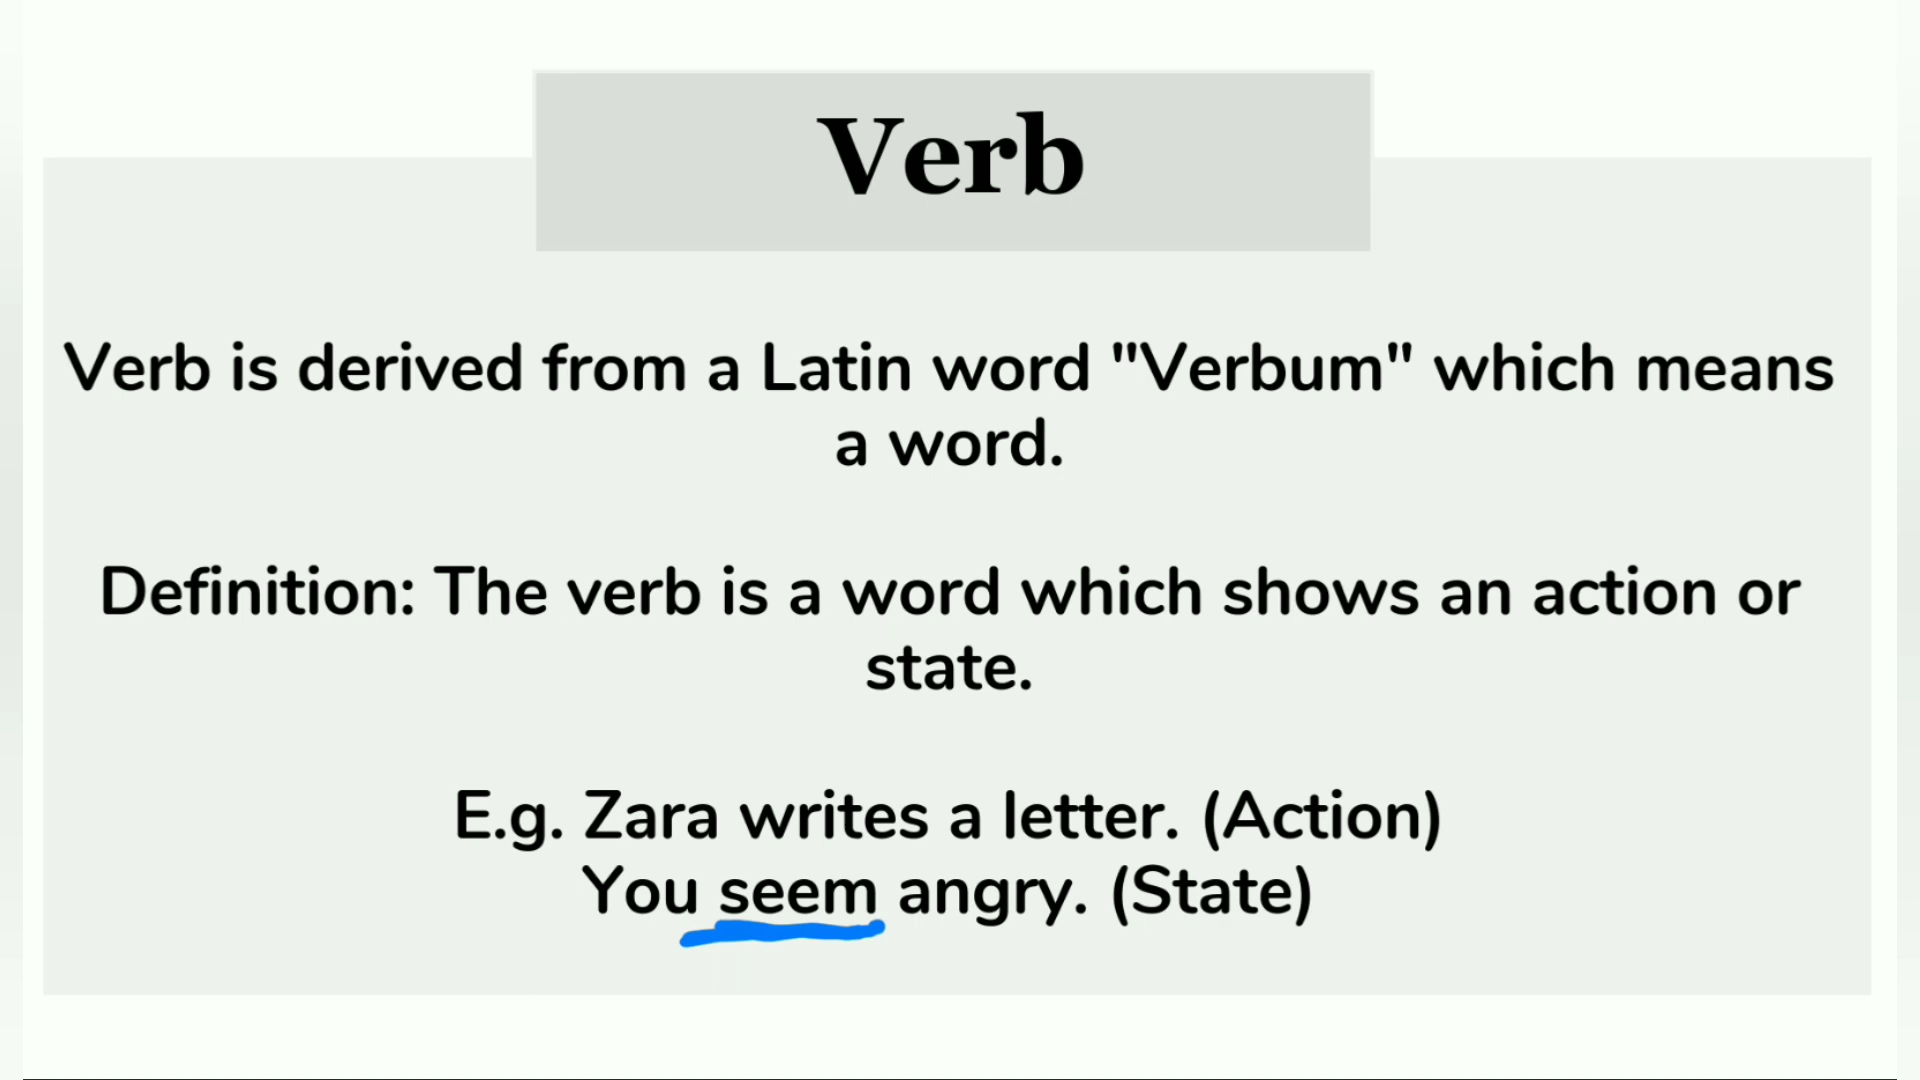 Verb
Verb is derived from a Latin word "Verbum" which means
a word.
Definition: The verb is a word which shows an action or
state.
E.g. Zara writes a letter. (Action)
You seem angry. (State)